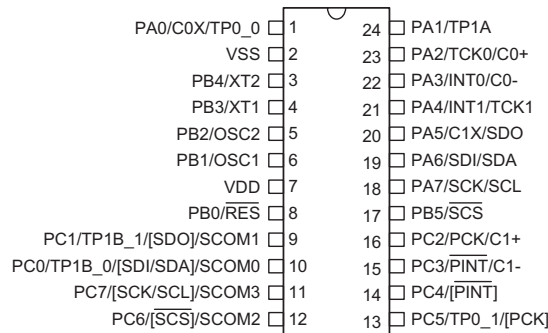 PA0/C0X/TP0_0 1 24 PA1/TP1A
VSS 2 23 PA2/TCK0/C0+
PB4/XT2 3 22 PA3/INT0/C0-
PB3/XT1 4 21 PA4/INT1/TCK1
PB2/OSC2 5 20 PA5/C1X/SDO
PB1/OSC1 6 19 PA6/SDI/SDA
VDD 7 18 PA7/SCK/SCL
PB0/RES 8 17 PB5/SCS
PC1/TP1B_1/[SDO]/SCOM1 9 16 PC2/PCK/C1+
PC0/TP1B_0/[SDI/SDA]/SCOM0 10 15 PC3/PINT/C1-
PC7/[SCK/SCL]/SCOM3 11 14 PC4/[PINT]
PC6/[SCS]/SCOM2 12 13 PC5/TP0_1/[PCK]